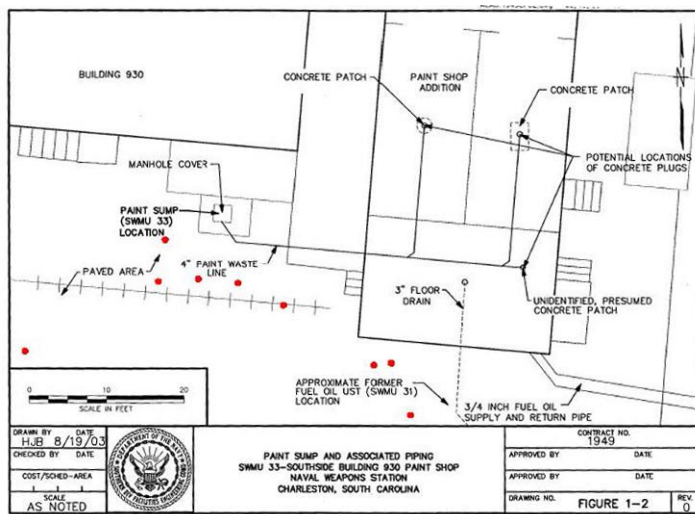 BUILDING 930
CONCRETE PATCH
PAINT SHOP
ADDITION
CONCRETE PATCH
MANHOLE COVER
POTENTIAL LOCATIONS
OF CONCRETE PLUGS
PAINT SUMP
(SWMU 33)
LOCATION
PAVED AREA
4" PAINT WASTE
LINE
3" FLOOR
DRAIN
UNIDENTIFIED, PRESUMED
CONCRETE PATCH
APPROXIMATE FORMER
FUEL OIL UST (SWMU 31)
LOCATION
3/4 INCH FUEL OIL
SUPPLY AND RETURN PIPE
N
0 10 20
SCALE IN FEET
DRAWN BY DATE
HJB 8/19/03
CHECKED BY DATE
COST/SCHED-AREA
SCALE
AS NOTED
PAINT SUMP AND ASSOCIATED PIPING
SWMU 33-SOUTHSIDE BUILDING 930 PAINT SHOP
NAVAL WEAPONS STATION
CHARLESTON, SOUTH CAROLINA
CONTRACT NO.
1949
APPROVED BY DATE
APPROVED BY DATE
DRAWING NO. FIGURE 1-2 REV. 0